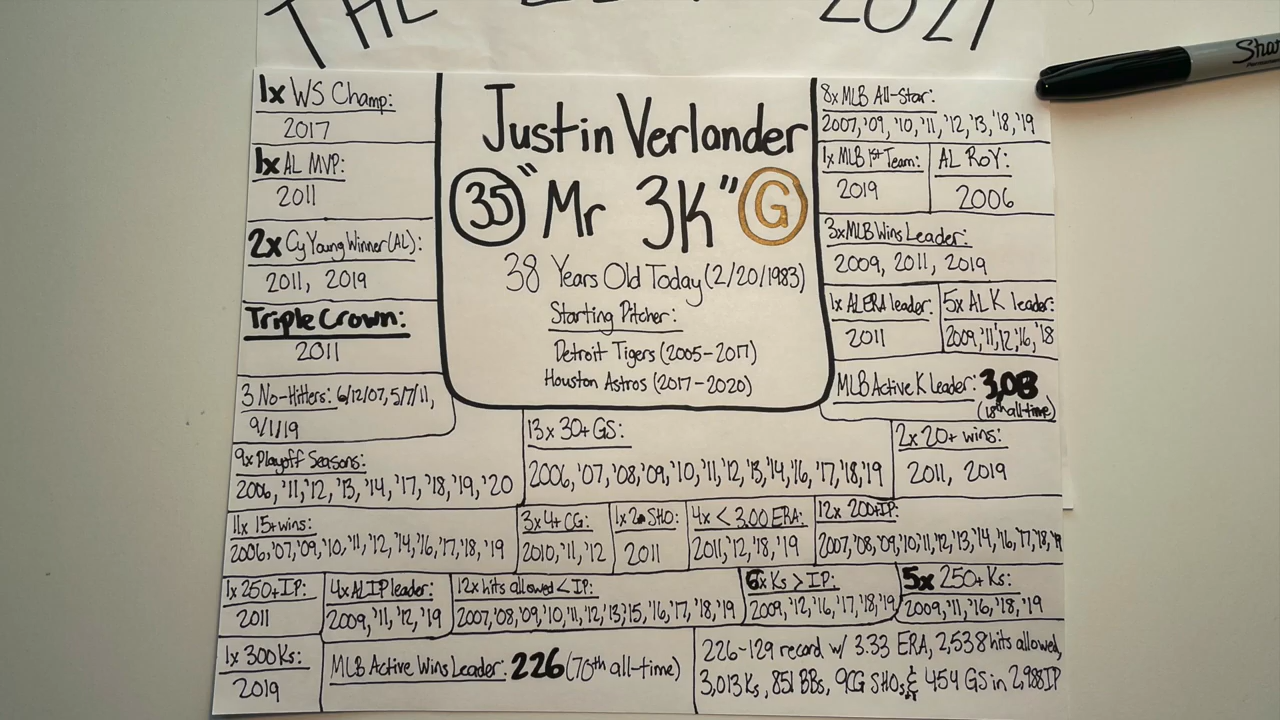 THE
2021
Sha
1x WS Champ:
2017
1x AL MVP:
2011
2x Cy Young Winner (AL):
2011, 2019
Triple Crown:
2011
3 No-Hitters: 6/12/07, 5/7/11,
9/1/19
Justin Verlander
35 "Mr 3K" G
38 Years Old Today (2/20/1983)
Starting Pitcher:
Detroit Tigers (2005-2017)
Houston Astros (2017-2020)
8x MLB All-Star:
2007, '09, '10, '11, '12, '13, '18, '19
1x MLB 1st Team:
2019
AL RoY:
2006
3x MLB Wins Leader:
2009, 2011, 2019
1x AL ERA leader:
2011
5x AL K leader:
2009, '11, '12, '16, '18
MLB Active K Leader: 3,013
(18th all-time)
9x Playoff Seasons:
2006, '11, '12, '13, '14, '17, '18, '19, '20
13x 30+ GS:
2006, '07, '08, '09, '10, '11, '12, '13, '14, '16, '17, '18, '19
2x 20+ wins:
2011, 2019
11x 15+ wins:
2006, '07, '09, '10, '11, '12, '14, '16, '17, '18, '19
3x 4+ CG:
2010, '11, '12
1x 2 SHO:
2011
4x < 3.00 ERA:
2011, '12, '18, '19
12x 200+ IP:
2007, '08, '09, '10, '11, '12, '13, '14, '16, '17, '18, '19
1x 250+ IP:
2011
4x AL IP leader:
2009, '11, '12, '19
12x hits allowed < IP:
2007, '08, '09, '10, '11, '12, '13, '15, '16, '17, '18, '19
6x Ks > IP:
2009, '12, '16, '17, '18, '19
5x 250+ Ks:
2009, '11, '16, '18, '19
1x 300 Ks:
2019
MLB Active Wins Leader: 226 (70th all-time)
226-129 record w/ 3.33 ERA, 2,538 hits allowed,
3,013 Ks, 851 BBs, 9 CG SHOs, & 454 GS in 2,988 IP